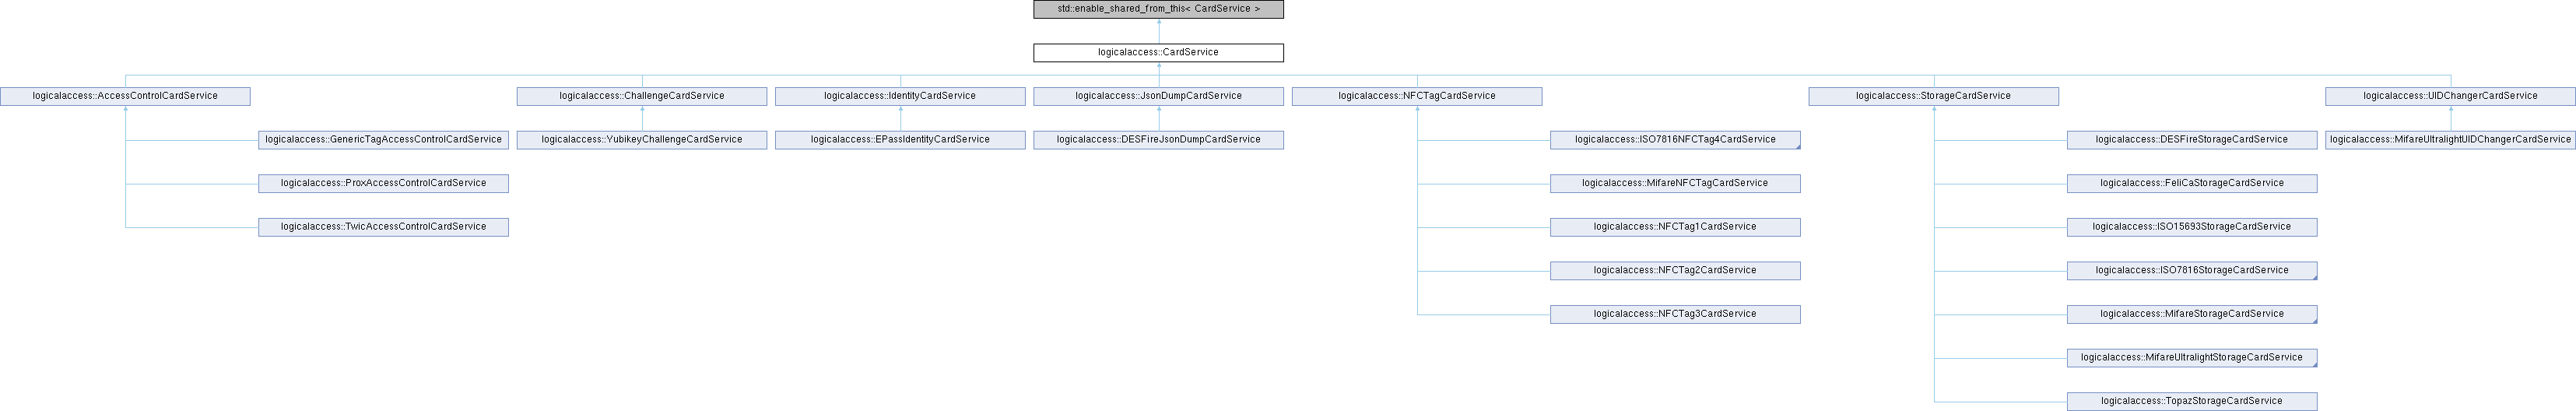 std::enable_shared_from_this< CardService >
logicalaccess::CardService
logicalaccess::AccessControlCardService
logicalaccess::ChallengeCardService
logicalaccess::IdentityCardService
logicalaccess::JsonDumpCardService
logicalaccess::NFCTagCardService
logicalaccess::StorageCardService
logicalaccess::UIDChangerCardService
logicalaccess::GenericTagAccessControlCardService
logicalaccess::YubikeyChallengeCardService
logicalaccess::EPassIdentityCardService
logicalaccess::DESFireJsonDumpCardService
logicalaccess::ISO7816NFCTag4CardService
logicalaccess::DESFireStorageCardService
logicalaccess::MifareUltralightUIDChangerCardService
logicalaccess::ProxAccessControlCardService
logicalaccess::MifareNFCTagCardService
logicalaccess::FeliCaStorageCardService
logicalaccess::TwicAccessControlCardService
logicalaccess::NFCTag1CardService
logicalaccess::ISO15693StorageCardService
logicalaccess::NFCTag2CardService
logicalaccess::ISO7816StorageCardService
logicalaccess::NFCTag3CardService
logicalaccess::MifareStorageCardService
logicalaccess::MifareUltralightStorageCardService
logicalaccess::TopazStorageCardService